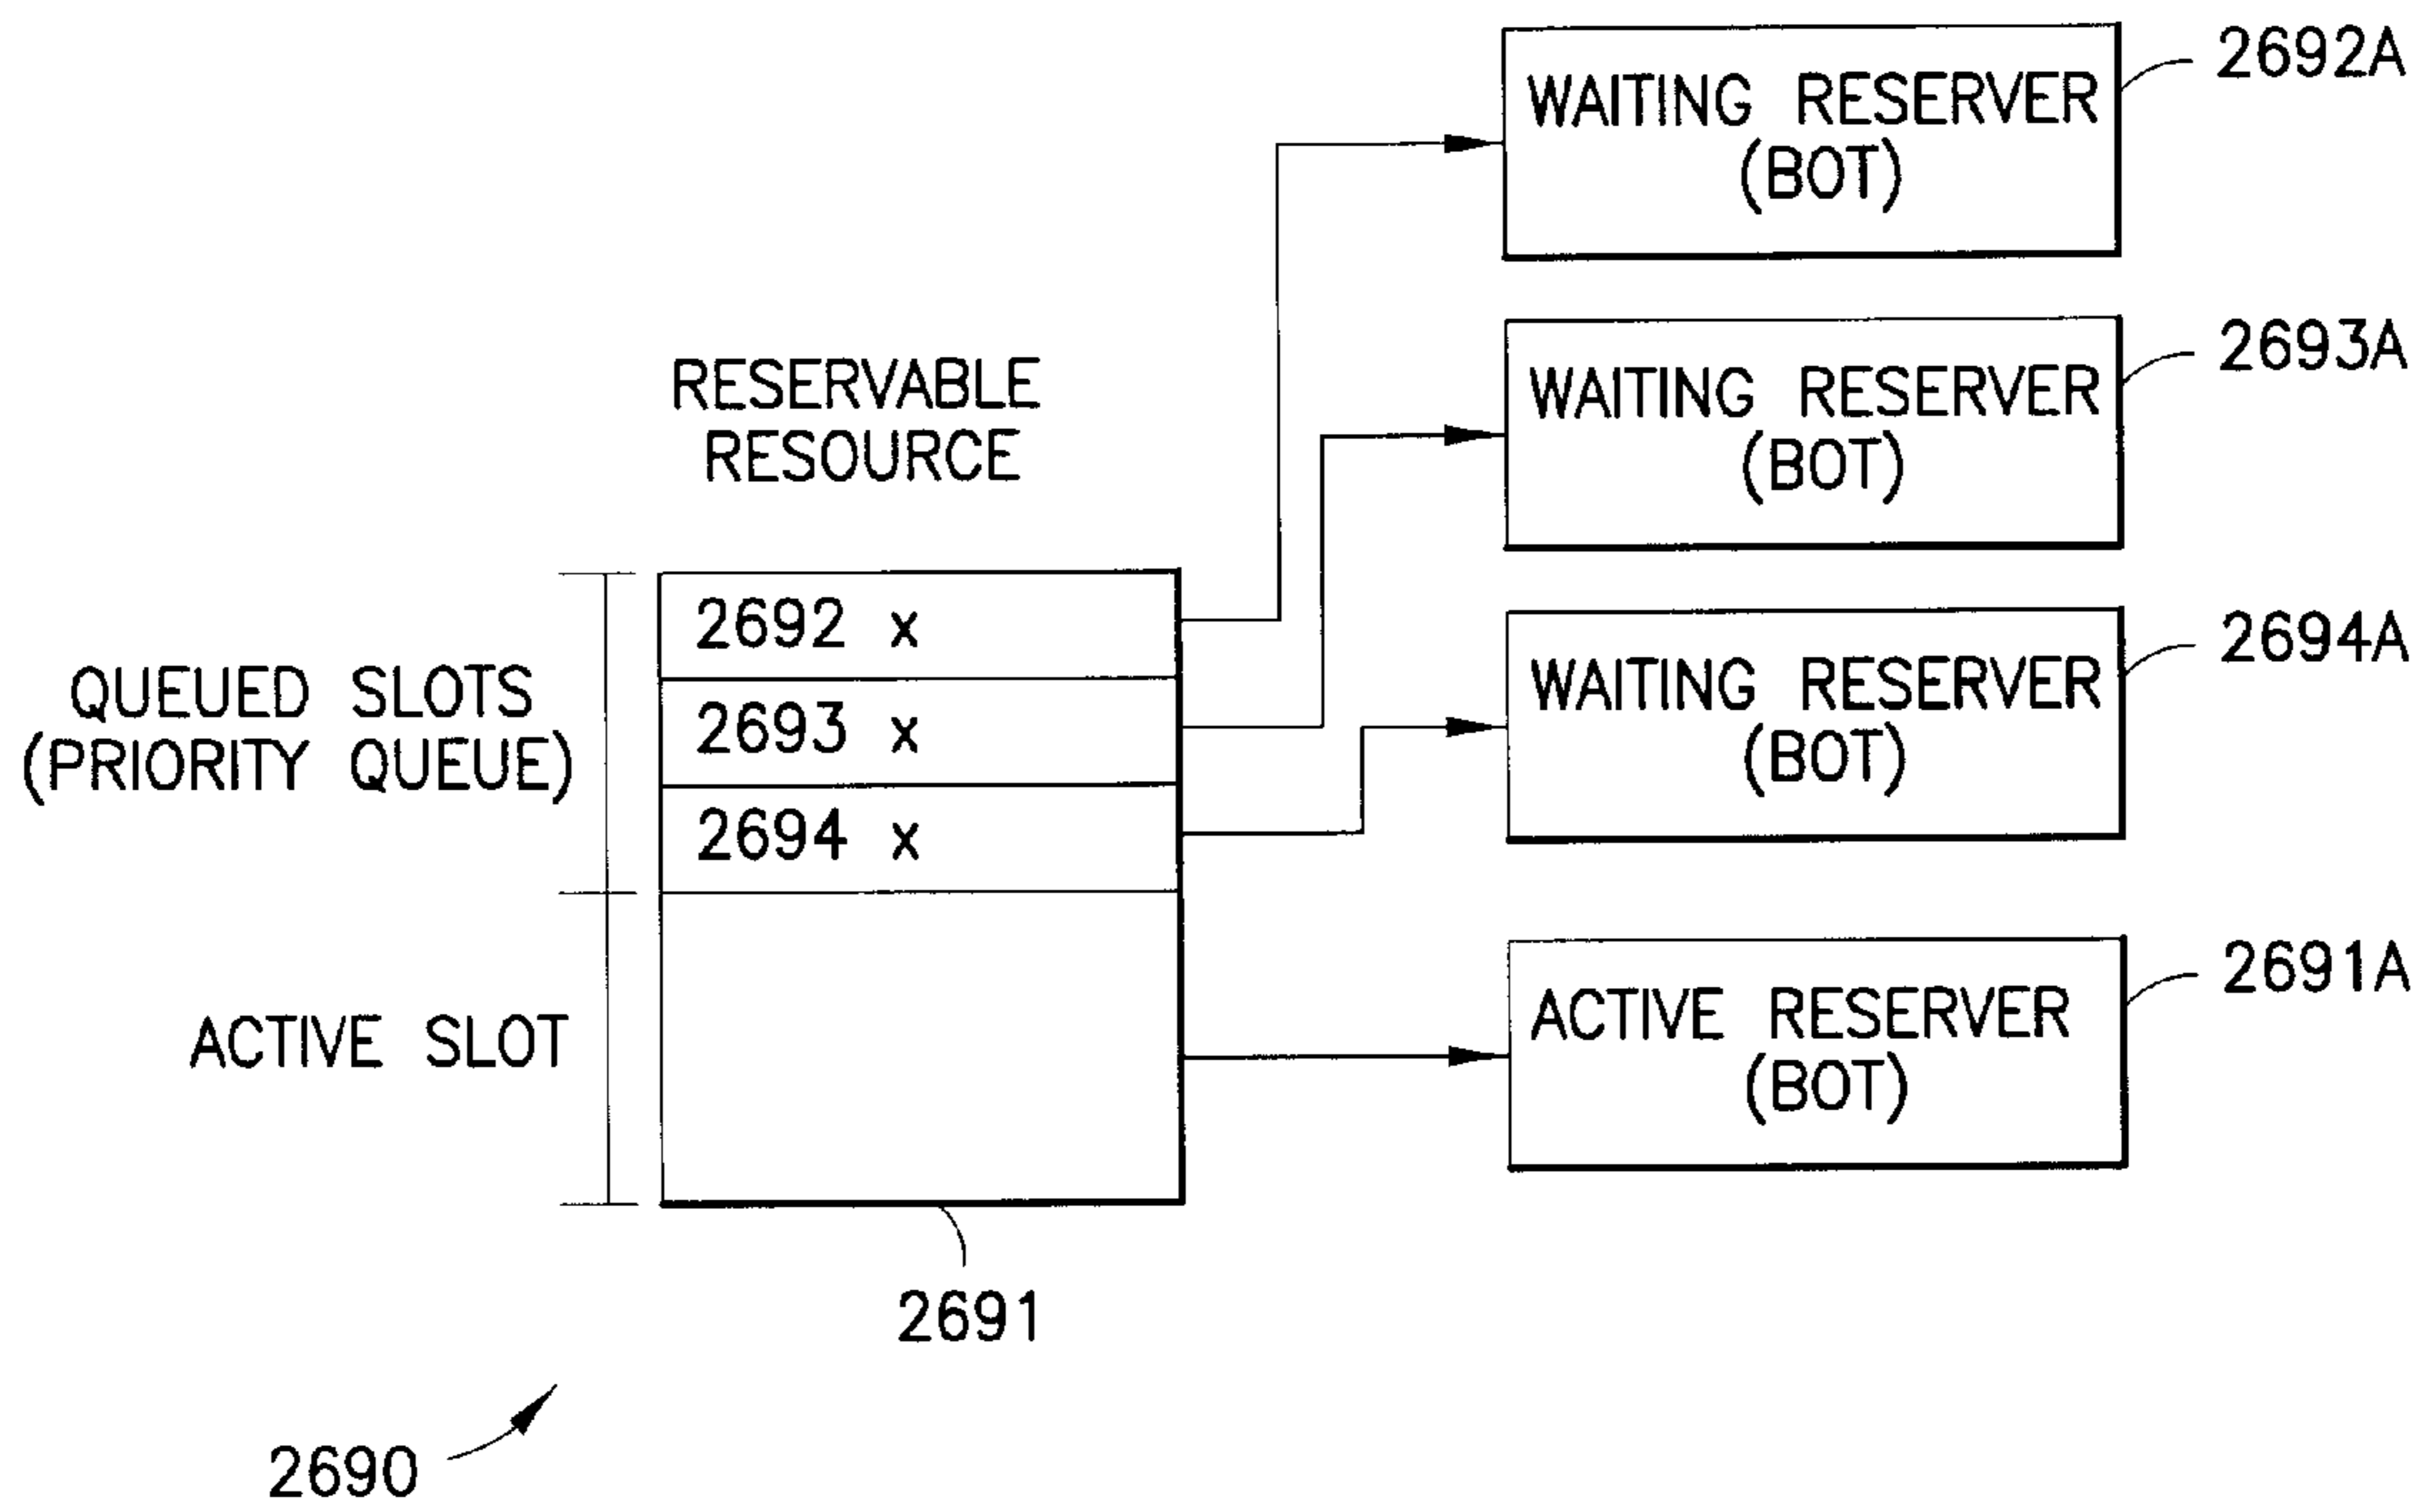 2692A
WAITING RESERVER
(BOT)
2693A
WAITING RESERVER
(BOT)
RESERVABLE
RESOURCE
2692 x
2693 x
2694 x
QUEUED SLOTS
(PRIORITY QUEUE)
2694A
WAITING RESERVER
(BOT)
ACTIVE SLOT
2691A
ACTIVE RESERVER
(BOT)
2691
2690